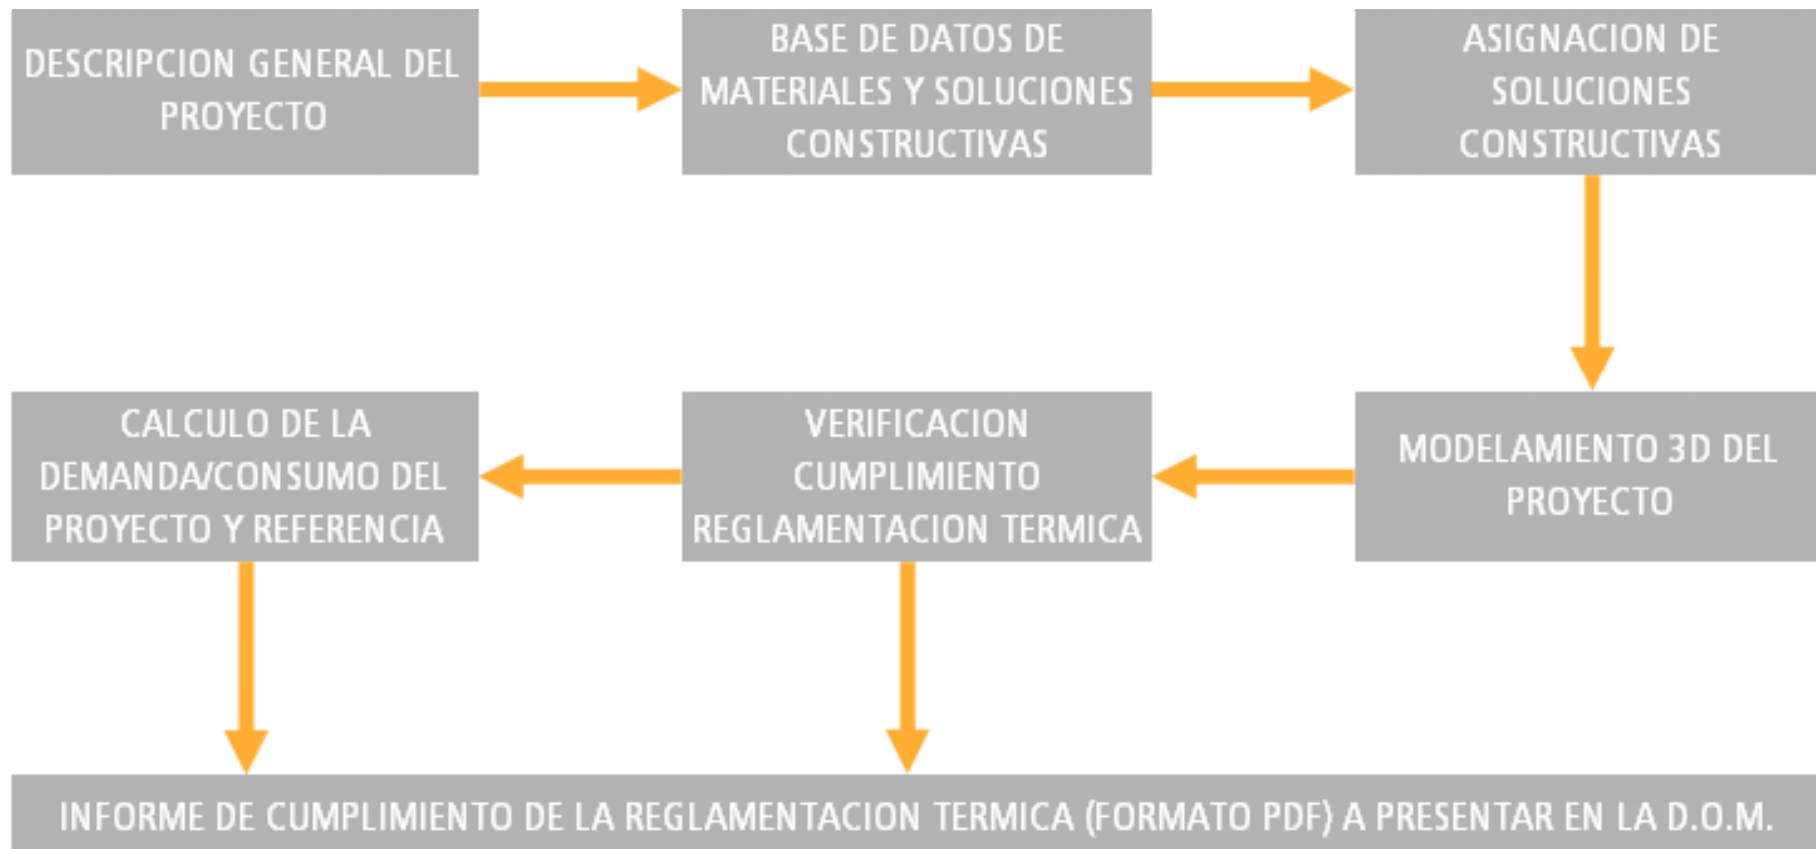 DESCRIPCION GENERAL DEL
PROYECTO
BASE DE DATOS DE
MATERIALES Y SOLUCIONES
CONSTRUCTIVAS
ASIGNACION DE
SOLUCIONES
CONSTRUCTIVAS
MODELAMIENTO 3D DEL
PROYECTO
VERIFICACION
CUMPLIMIENTO
REGLAMENTACION TERMICA
CALCULO DE LA
DEMANDA/CONSUMO DEL
PROYECTO Y REFERENCIA
INFORME DE CUMPLIMIENTO DE LA REGLAMENTACION TERMICA (FORMATO PDF) A PRESENTAR EN LA D.O.M.